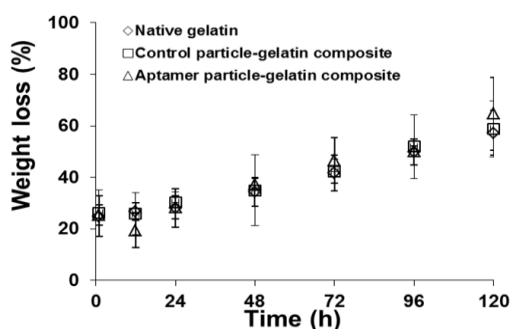 100
80
60
40
20
0
Weight loss (%)
Native gelatin
Control particle-gelatin composite
Aptamer particle-gelatin composite
0 24 48 72 96 120
Time (h)